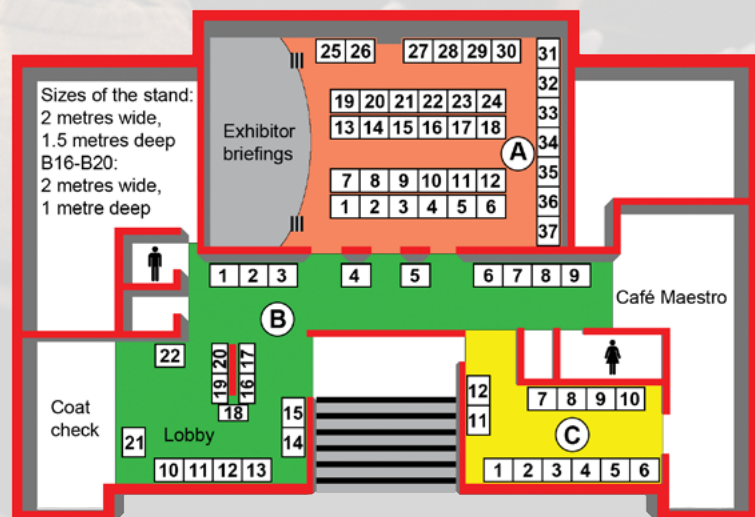 Sizes of the stand:
2 metres wide,
1.5 metres deep
B16-B20:
2 metres wide,
1 metre deep
Exhibitor
briefings
25 26 27 28 29 30
31
32
33
34
35
36
37
19 20 21 22 23 24
13 14 15 16 17 18
A
7 8 9 10 11 12
1 2 3 4 5 6
1 2 3 4 5 6 7 8 9
B
Café Maestro
22
20 17
19 16
18
15
14
21
Coat
check
Lobby
10 11 12 13
12
11
7 8 9 10
C
1 2 3 4 5 6